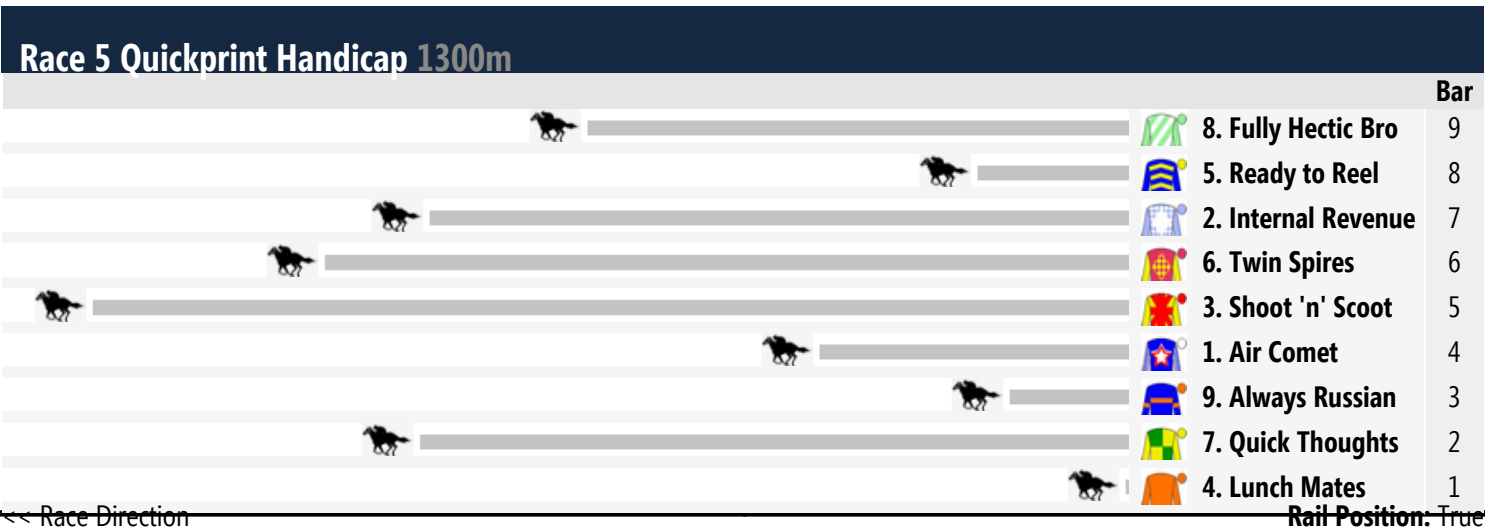 Race 5 Quickprint Handicap 1300m
Bar
8. Fully Hectic Bro 9
5. Ready to Reel 8
2. Internal Revenue 7
6. Twin Spires 6
3. Shoot 'n' Scoot 5
1. Air Comet 4
9. Always Russian 3
7. Quick Thoughts 2
4. Lunch Mates 1
<< Race Direction Rail Position: True